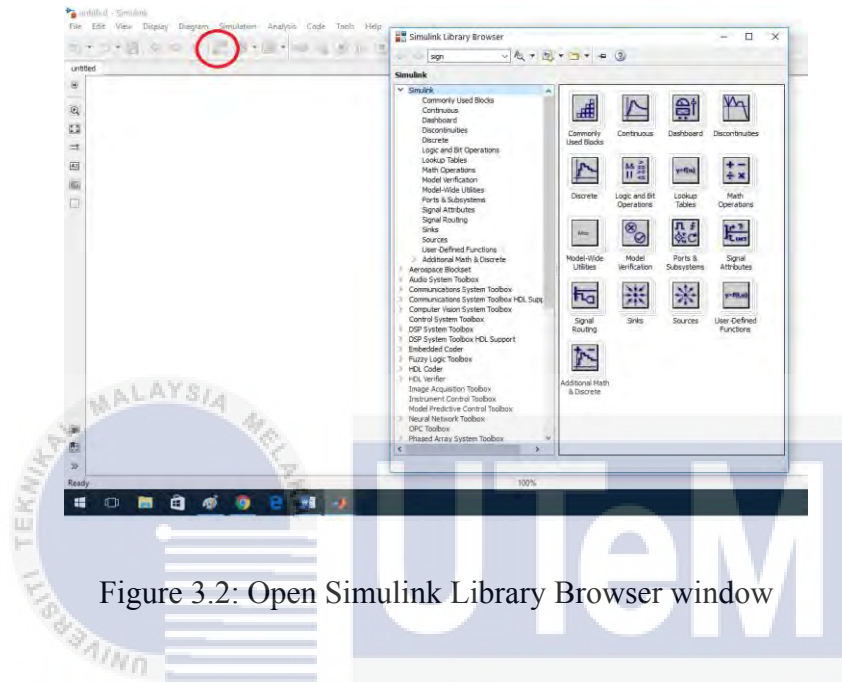 untitled - Simulink
File Edit View Display Diagram Simulation Analysis Code Tools Help
untitled
Simulink Library Browser
sign
Simulink
Simulink
Commonly Used Blocks
Continuous
Dashboard
Discontinuities
Discrete
Logic and Bit Operations
Lookup Tables
Math Operations
Model Verification
Model-Wide Utilities
Ports & Subsystems
Signal Attributes
Signal Routing
Sinks
Sources
User-Defined Functions
Additional Math & Discrete
Aerospace Blockset
Audio System Toolbox
Communications System Toolbox
Communications System Toolbox HDL Supp
Computer Vision System Toolbox
Control System Toolbox
DSP System Toolbox
DSP System Toolbox HDL Support
Embedded Coder
Fuzzy Logic Toolbox
HDL Coder
HDL Verifier
Image Acquisition Toolbox
Instrument Control Toolbox
Model Predictive Control Toolbox
Neural Network Toolbox
OPC Toolbox
Phased Array System Toolbox
Commonly
Used Blocks
Continuous
Dashboard
Discontinuities
Discrete
Logic and Bit
Operations
y=f(u)
Lookup
Tables
Math
Operations
Misc
Model-Wide
Utilities
Model
Verification
Ports &
Subsystems
Signal
Attributes
Signal
Routing
Sinks
Sources
y=f(u)
User-Defined
Functions
Additional Math
& Discrete
Ready
100%
UNIVERSITI TEKNIKAL MALAYSIA MELAKA
UTeM
Figure 3.2: Open Simulink Library Browser window